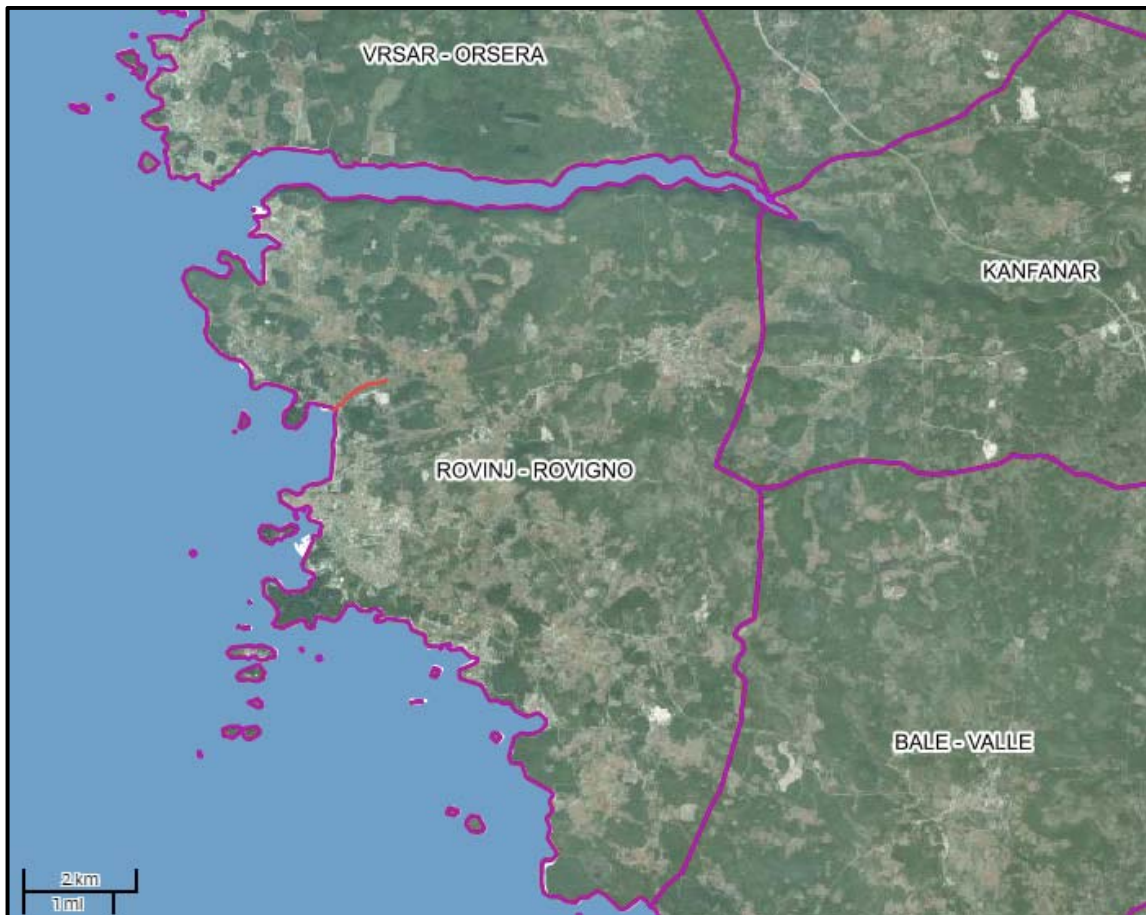 VRSAR - ORSERA
KANFANAR
ROVINJ - ROVIGNO
BALE - VALLE
2 km
1 mi